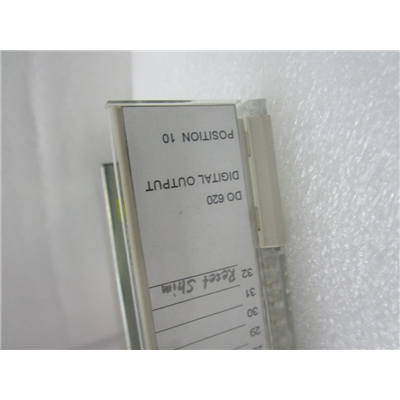 29
30
31
32 Reset Shim
DO 620
DIGITAL OUTPUT
POSITION 10